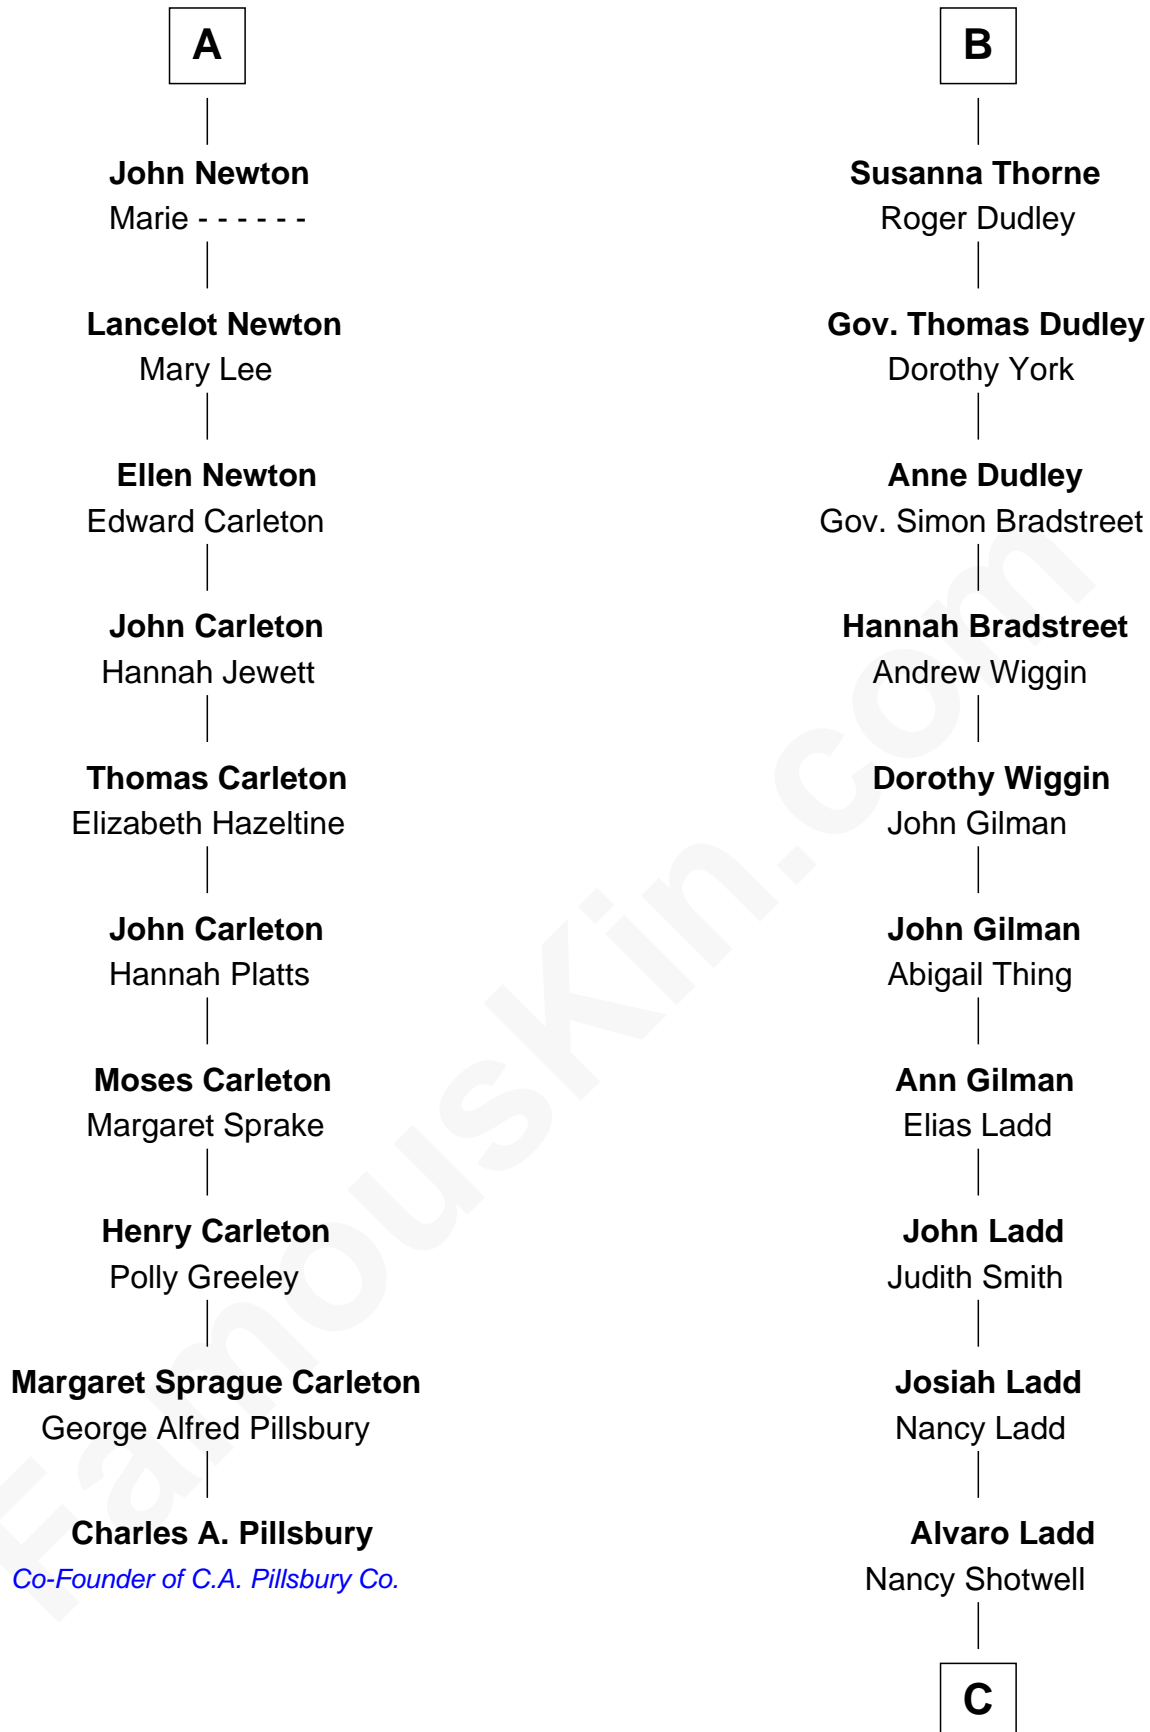 A
John Newton
Marie - - - - - -
Lancelot Newton
Mary Lee
Ellen Newton
Edward Carleton
John Carleton
Hannah Jewett
Thomas Carleton
Elizabeth Hazeltine
John Carleton
Hannah Platts
Moses Carleton
Margaret Sprake
Henry Carleton
Polly Greeley
Margaret Sprague Carleton
George Alfred Pillsbury
Charles A. Pillsbury
Co-Founder of C.A. Pillsbury Co.
B
Susanna Thorne
Roger Dudley
Gov. Thomas Dudley
Dorothy York
Anne Dudley
Gov. Simon Bradstreet
Hannah Bradstreet
Andrew Wiggin
Dorothy Wiggin
John Gilman
John Gilman
Abigail Thing
Ann Gilman
Elias Ladd
John Ladd
Judith Smith
Josiah Ladd
Nancy Ladd
Alvaro Ladd
Nancy Shotwell
C
FamousKin.com